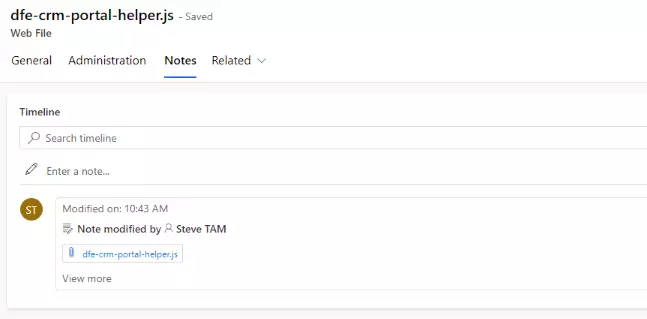 dfe-crm-portal-helper.js - Saved
Web File
General Administration Notes Related
Timeline
Search timeline
Enter a note...
ST
Modified on: 10:43 AM
Note modified by Steve TAM
dfe-crm-portal-helper.js
View more